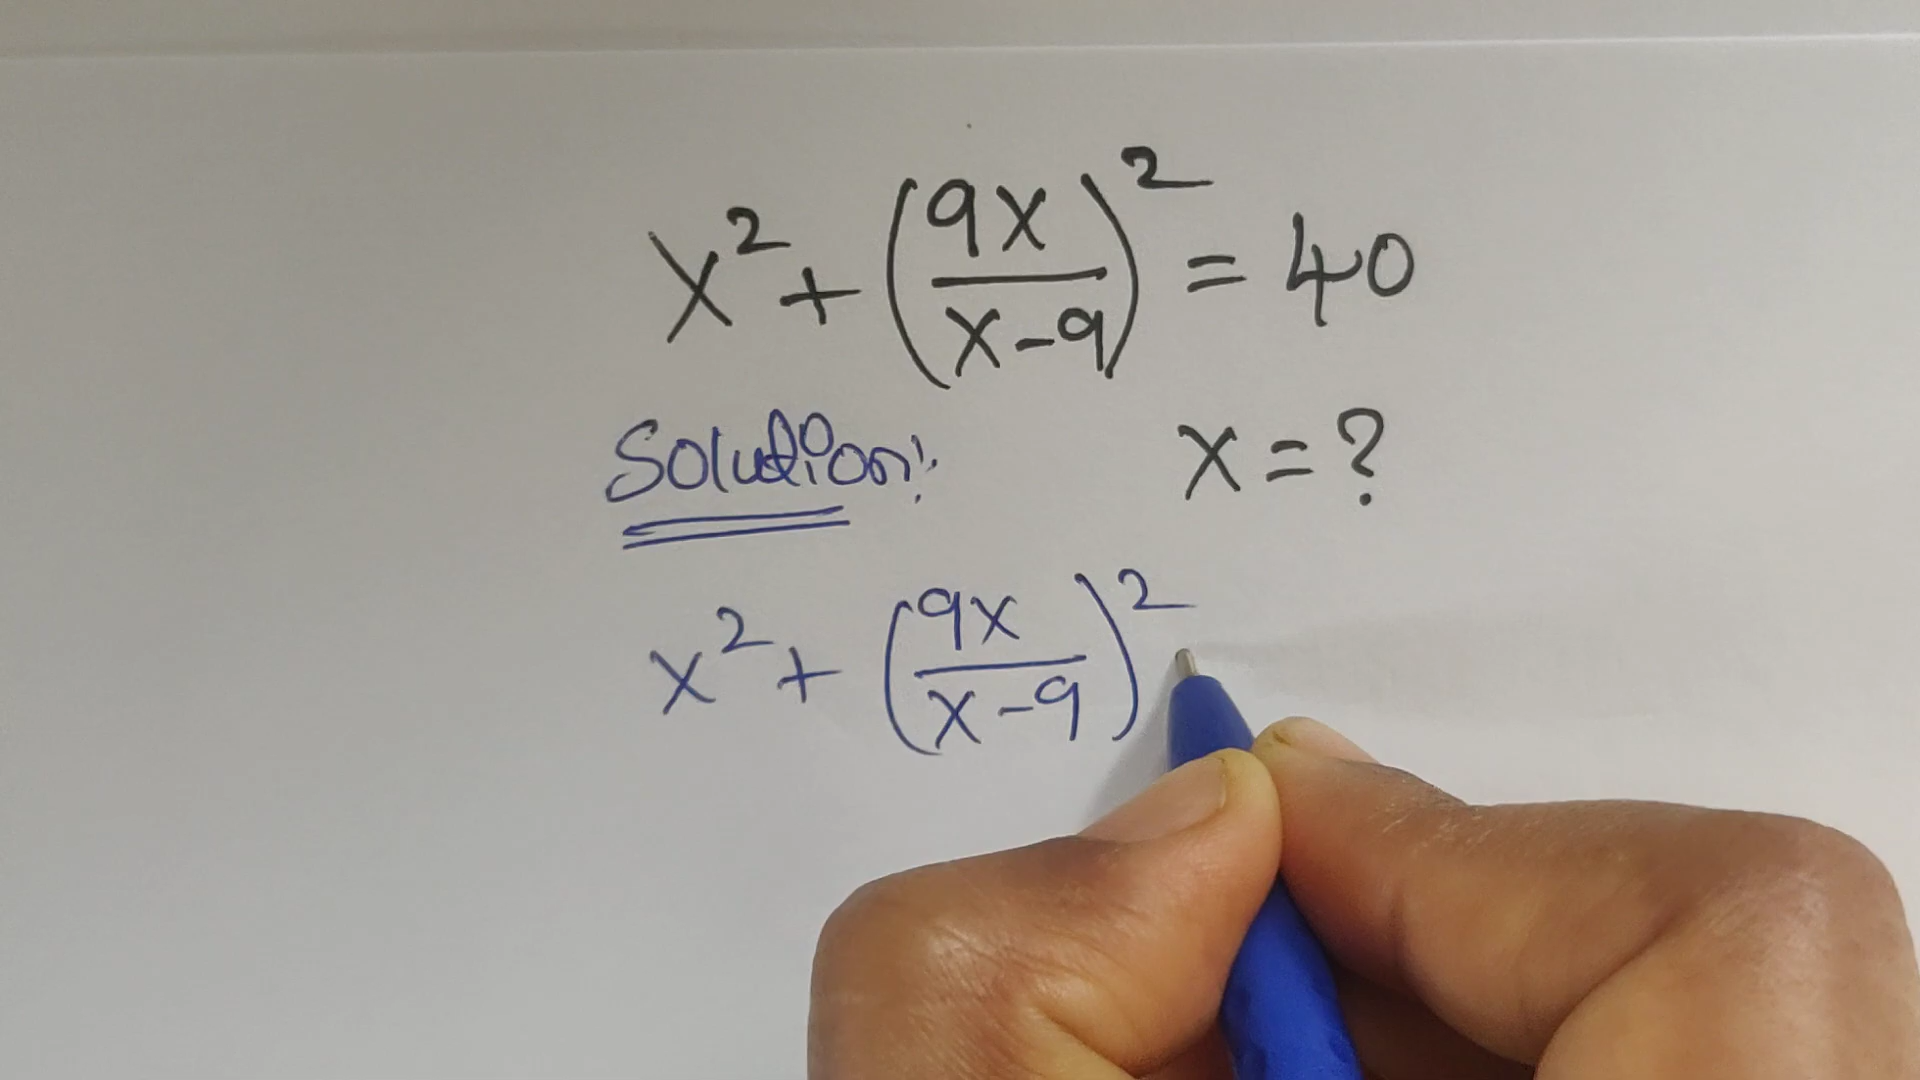 x² + (9x/(x-9))² = 40
Solution:
x = ?
x² + (9x/(x-9))²